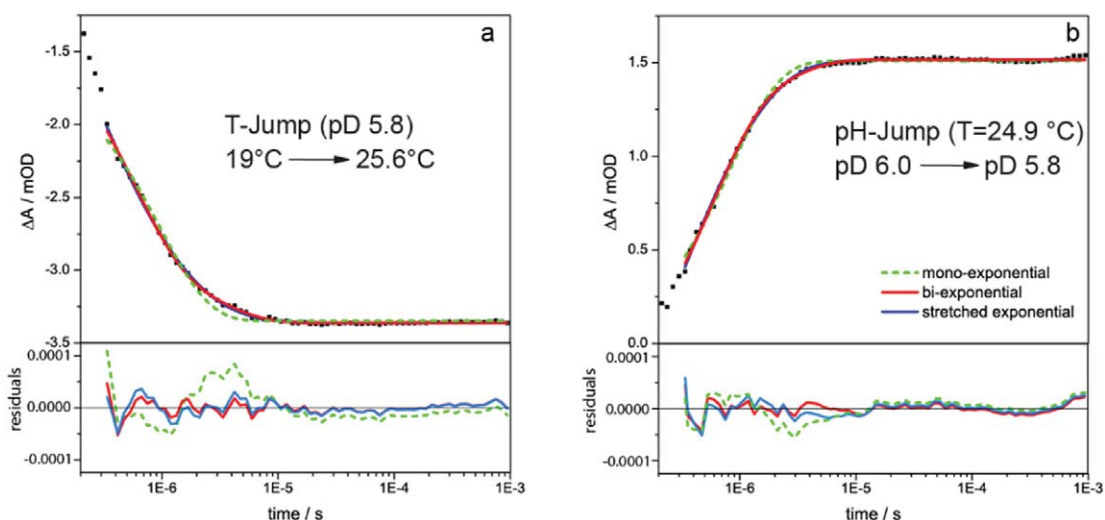 a
-1.5
-2.0
-2.5
-3.0
-3.5
ΔA / mOD
T-Jump (pD 5.8)
19°C ⟶ 25.6°C
0.0001
0.0000
-0.0001
residuals
1E-6 1E-5 1E-4 1E-3
time / s
b
1.5
1.0
0.5
0.0
ΔA / mOD
pH-Jump (T=24.9 °C)
pD 6.0 ⟶ pD 5.8
mono-exponential
bi-exponential
stretched exponential
0.0001
0.0000
-0.0001
residuals
1E-6 1E-5 1E-4 1E-3
time / s